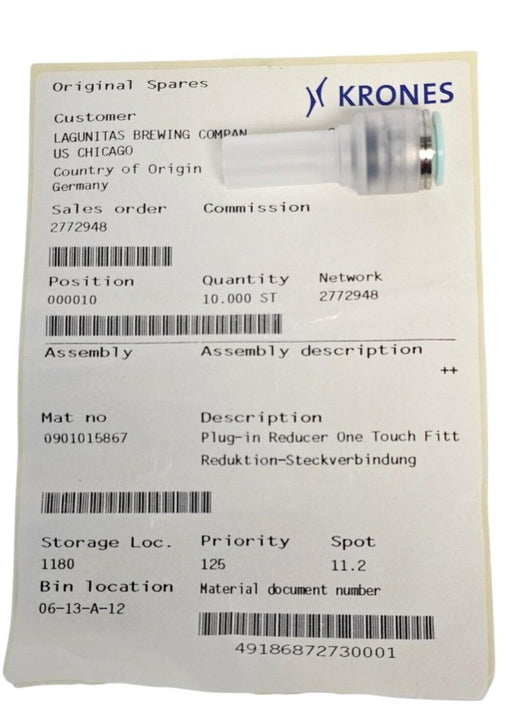 Original Spares
KRONES
Customer
LAGUNITAS BREWING COMPAN
US CHICAGO
Country of Origin
Germany
Sales order Commission
2772948
Position Quantity Network
000010 10.000 ST 2772948
Assembly Assembly description
++
Mat no Description
0901015867 Plug-in Reducer One Touch Fitt
Reduktion-Steckverbindung
Storage Loc. Priority Spot
1180 125 11.2
Bin location Material document number
06-13-A-12
49186872730001